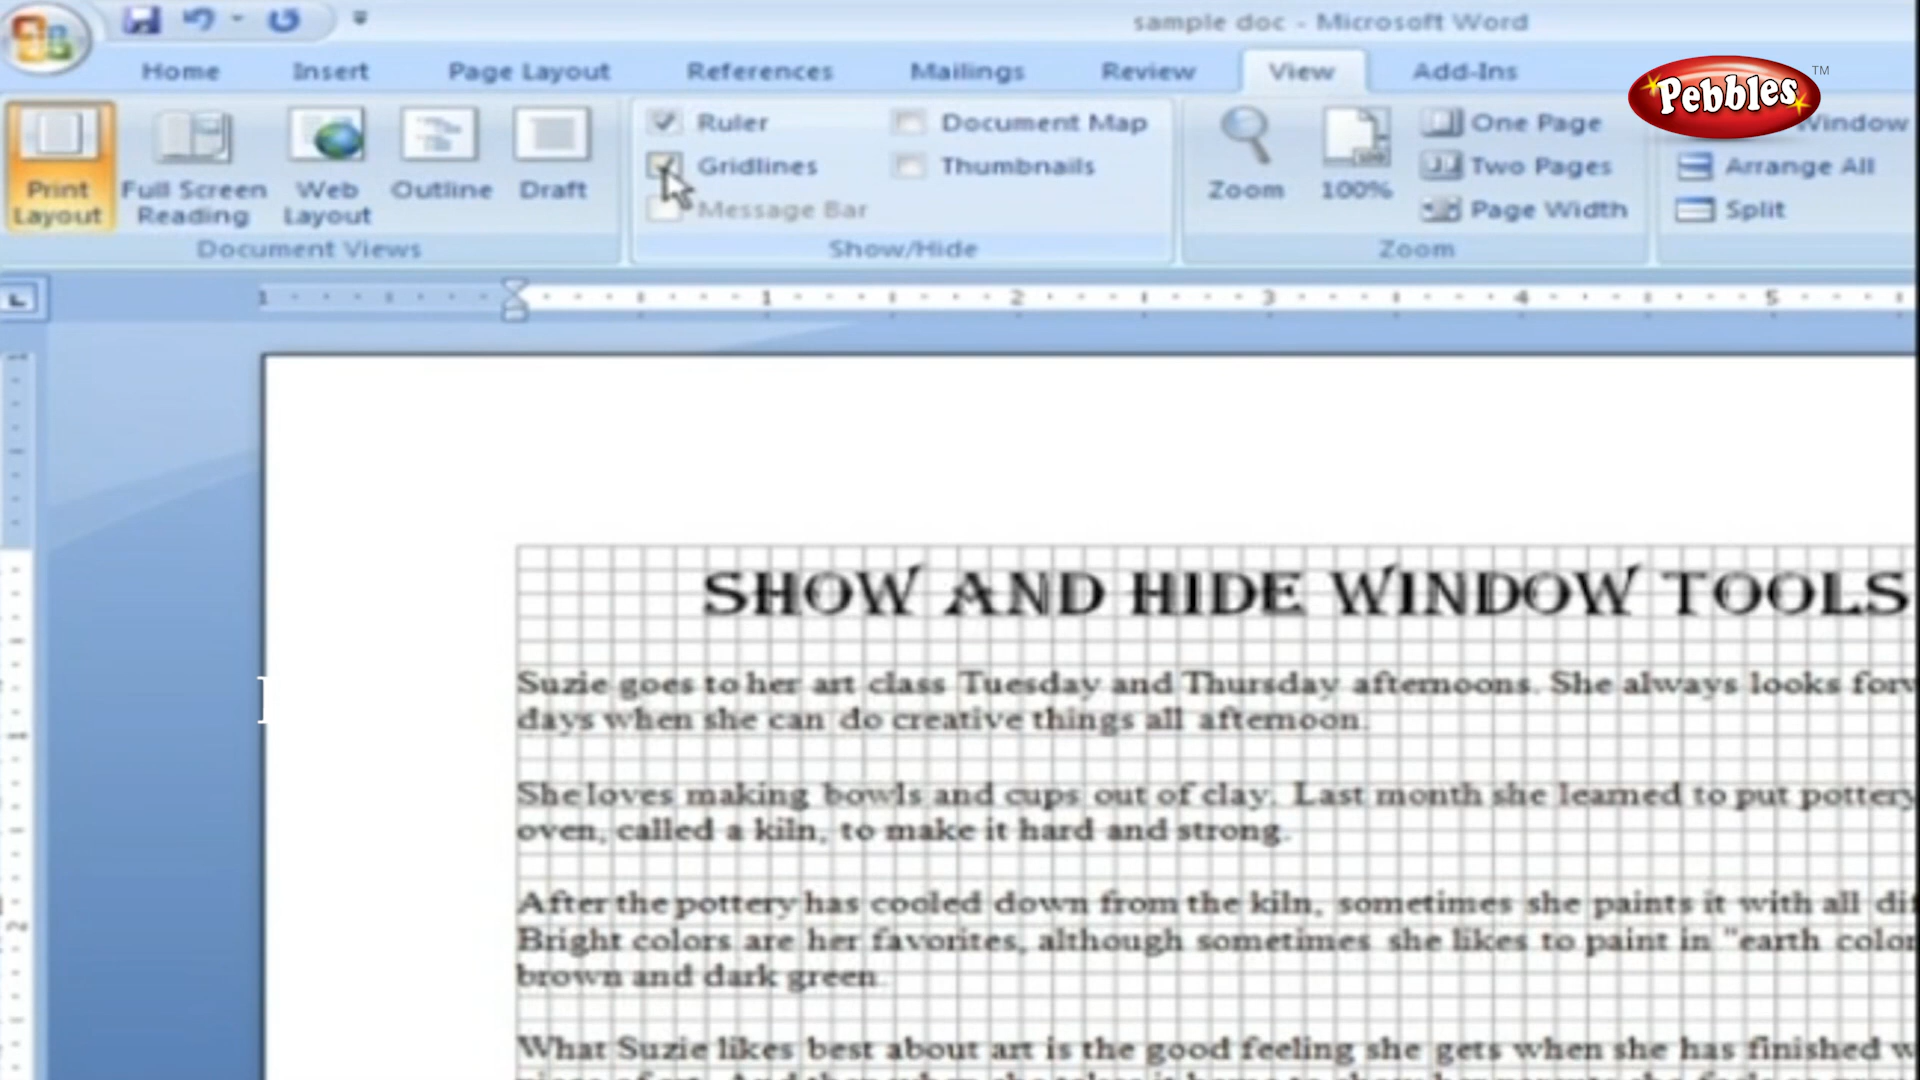 sample doc - Microsoft Word
Home Insert Page Layout References Mailings Review View Add-Ins
Pebbles TM
Ruler Document Map One Page Window
Gridlines Thumbnails Two Pages Arrange All
Print Layout Full Screen Reading Web Layout Outline Draft Message Bar Zoom 100% Page Width Split
Document Views Show/Hide Zoom
1 1 2 3 4 5
SHOW AND HIDE WINDOW TOOLS
Suzie goes to her art class Tuesday and Thursday afternoons. She always looks
days when she can do creative things all afternoon.
She loves making bowls and cups out of clay. Last month she learned to put pottery
oven, called a kiln, to make it hard and strong.
After the pottery has cooled down from the kiln, sometimes she paints it with all
Bright colors are her favorites, although sometimes she likes to paint in "earth
brown and dark green.
What Suzie likes best about art is the good feeling she gets when she has finished